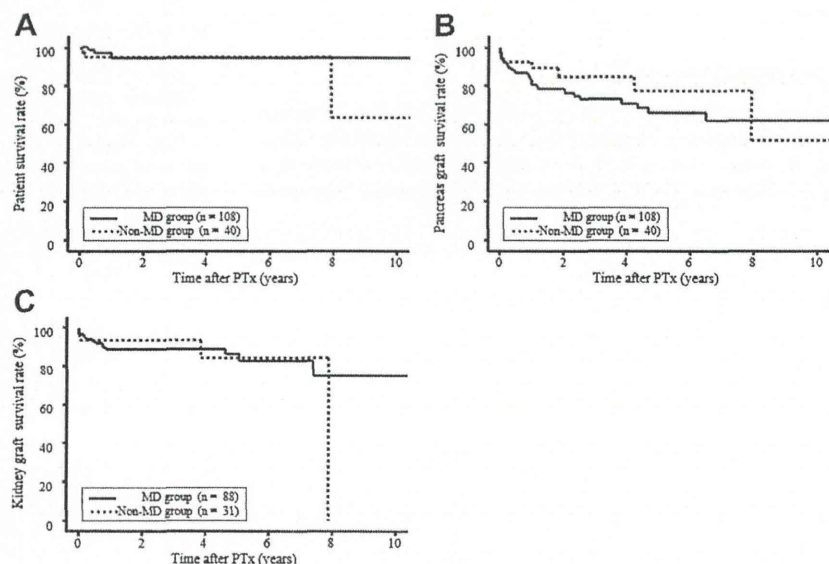 A
Patient survival rate (%)
100
80
60
40
20
0
MD group (n = 108)
Non-MD group (n = 40)
0 2 4 6 8 10
Time after PTx (years)
B
Pancreas graft survival rate (%)
100
80
60
40
20
0
MD group (n = 108)
Non-MD group (n = 40)
0 2 4 6 8 10
Time after PTx (years)
C
Kidney graft survival rate (%)
100
80
60
40
20
0
MD group (n = 88)
Non-MD group (n = 31)
0 2 4 6 8 10
Time after PTx (years)